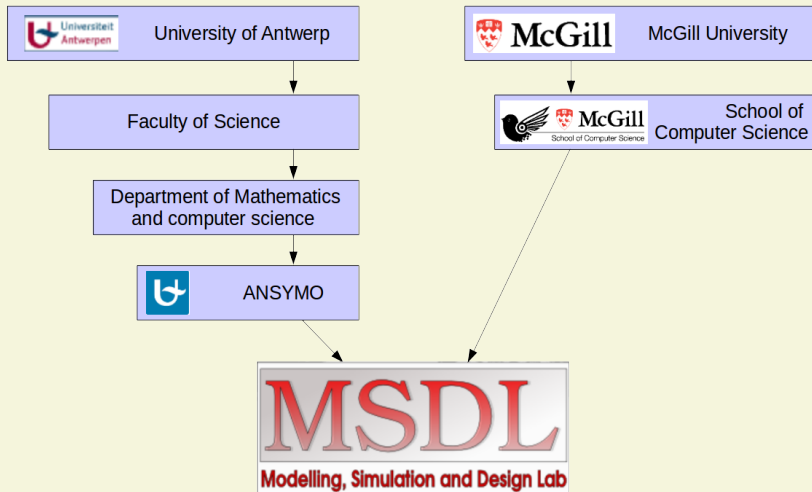 Universiteit
Antwerpen
University of Antwerp
McGill
McGill University
Faculty of Science
McGill
School of Computer Science
School of
Computer Science
Department of Mathematics
and computer science
ANSYMO
MSDL
Modelling, Simulation and Design Lab